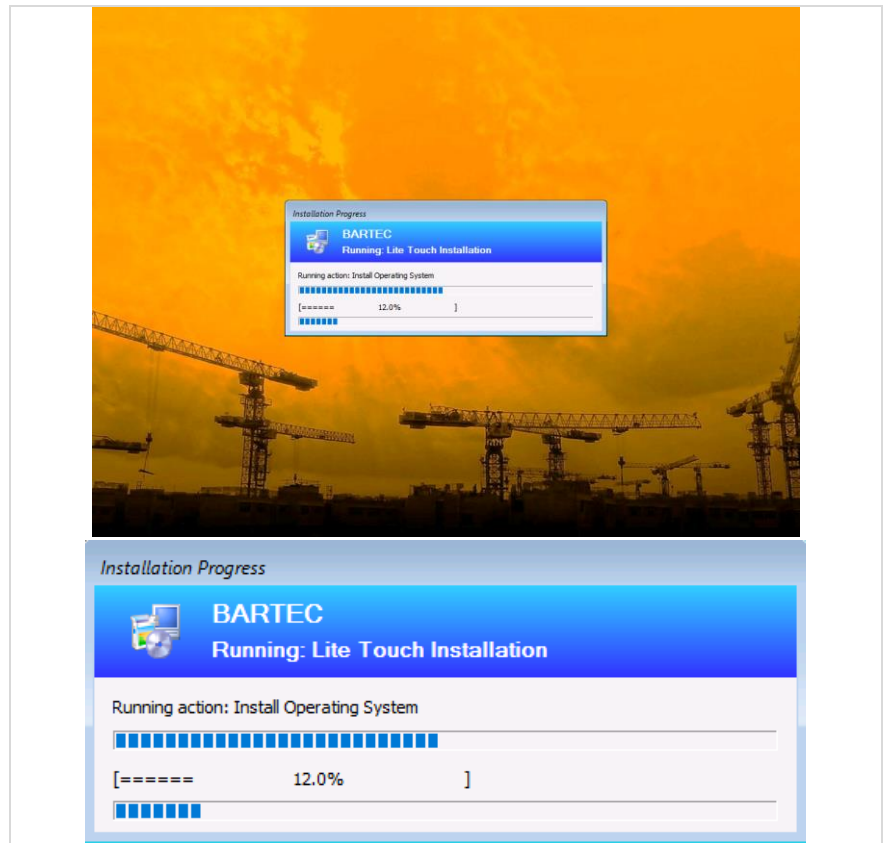 Installation Progress
BARTEC
Running: Lite Touch Installation
Running action: Install Operating System
[====== 12.0% ]
Installation Progress
BARTEC
Running: Lite Touch Installation
Running action: Install Operating System
[====== 12.0% ]